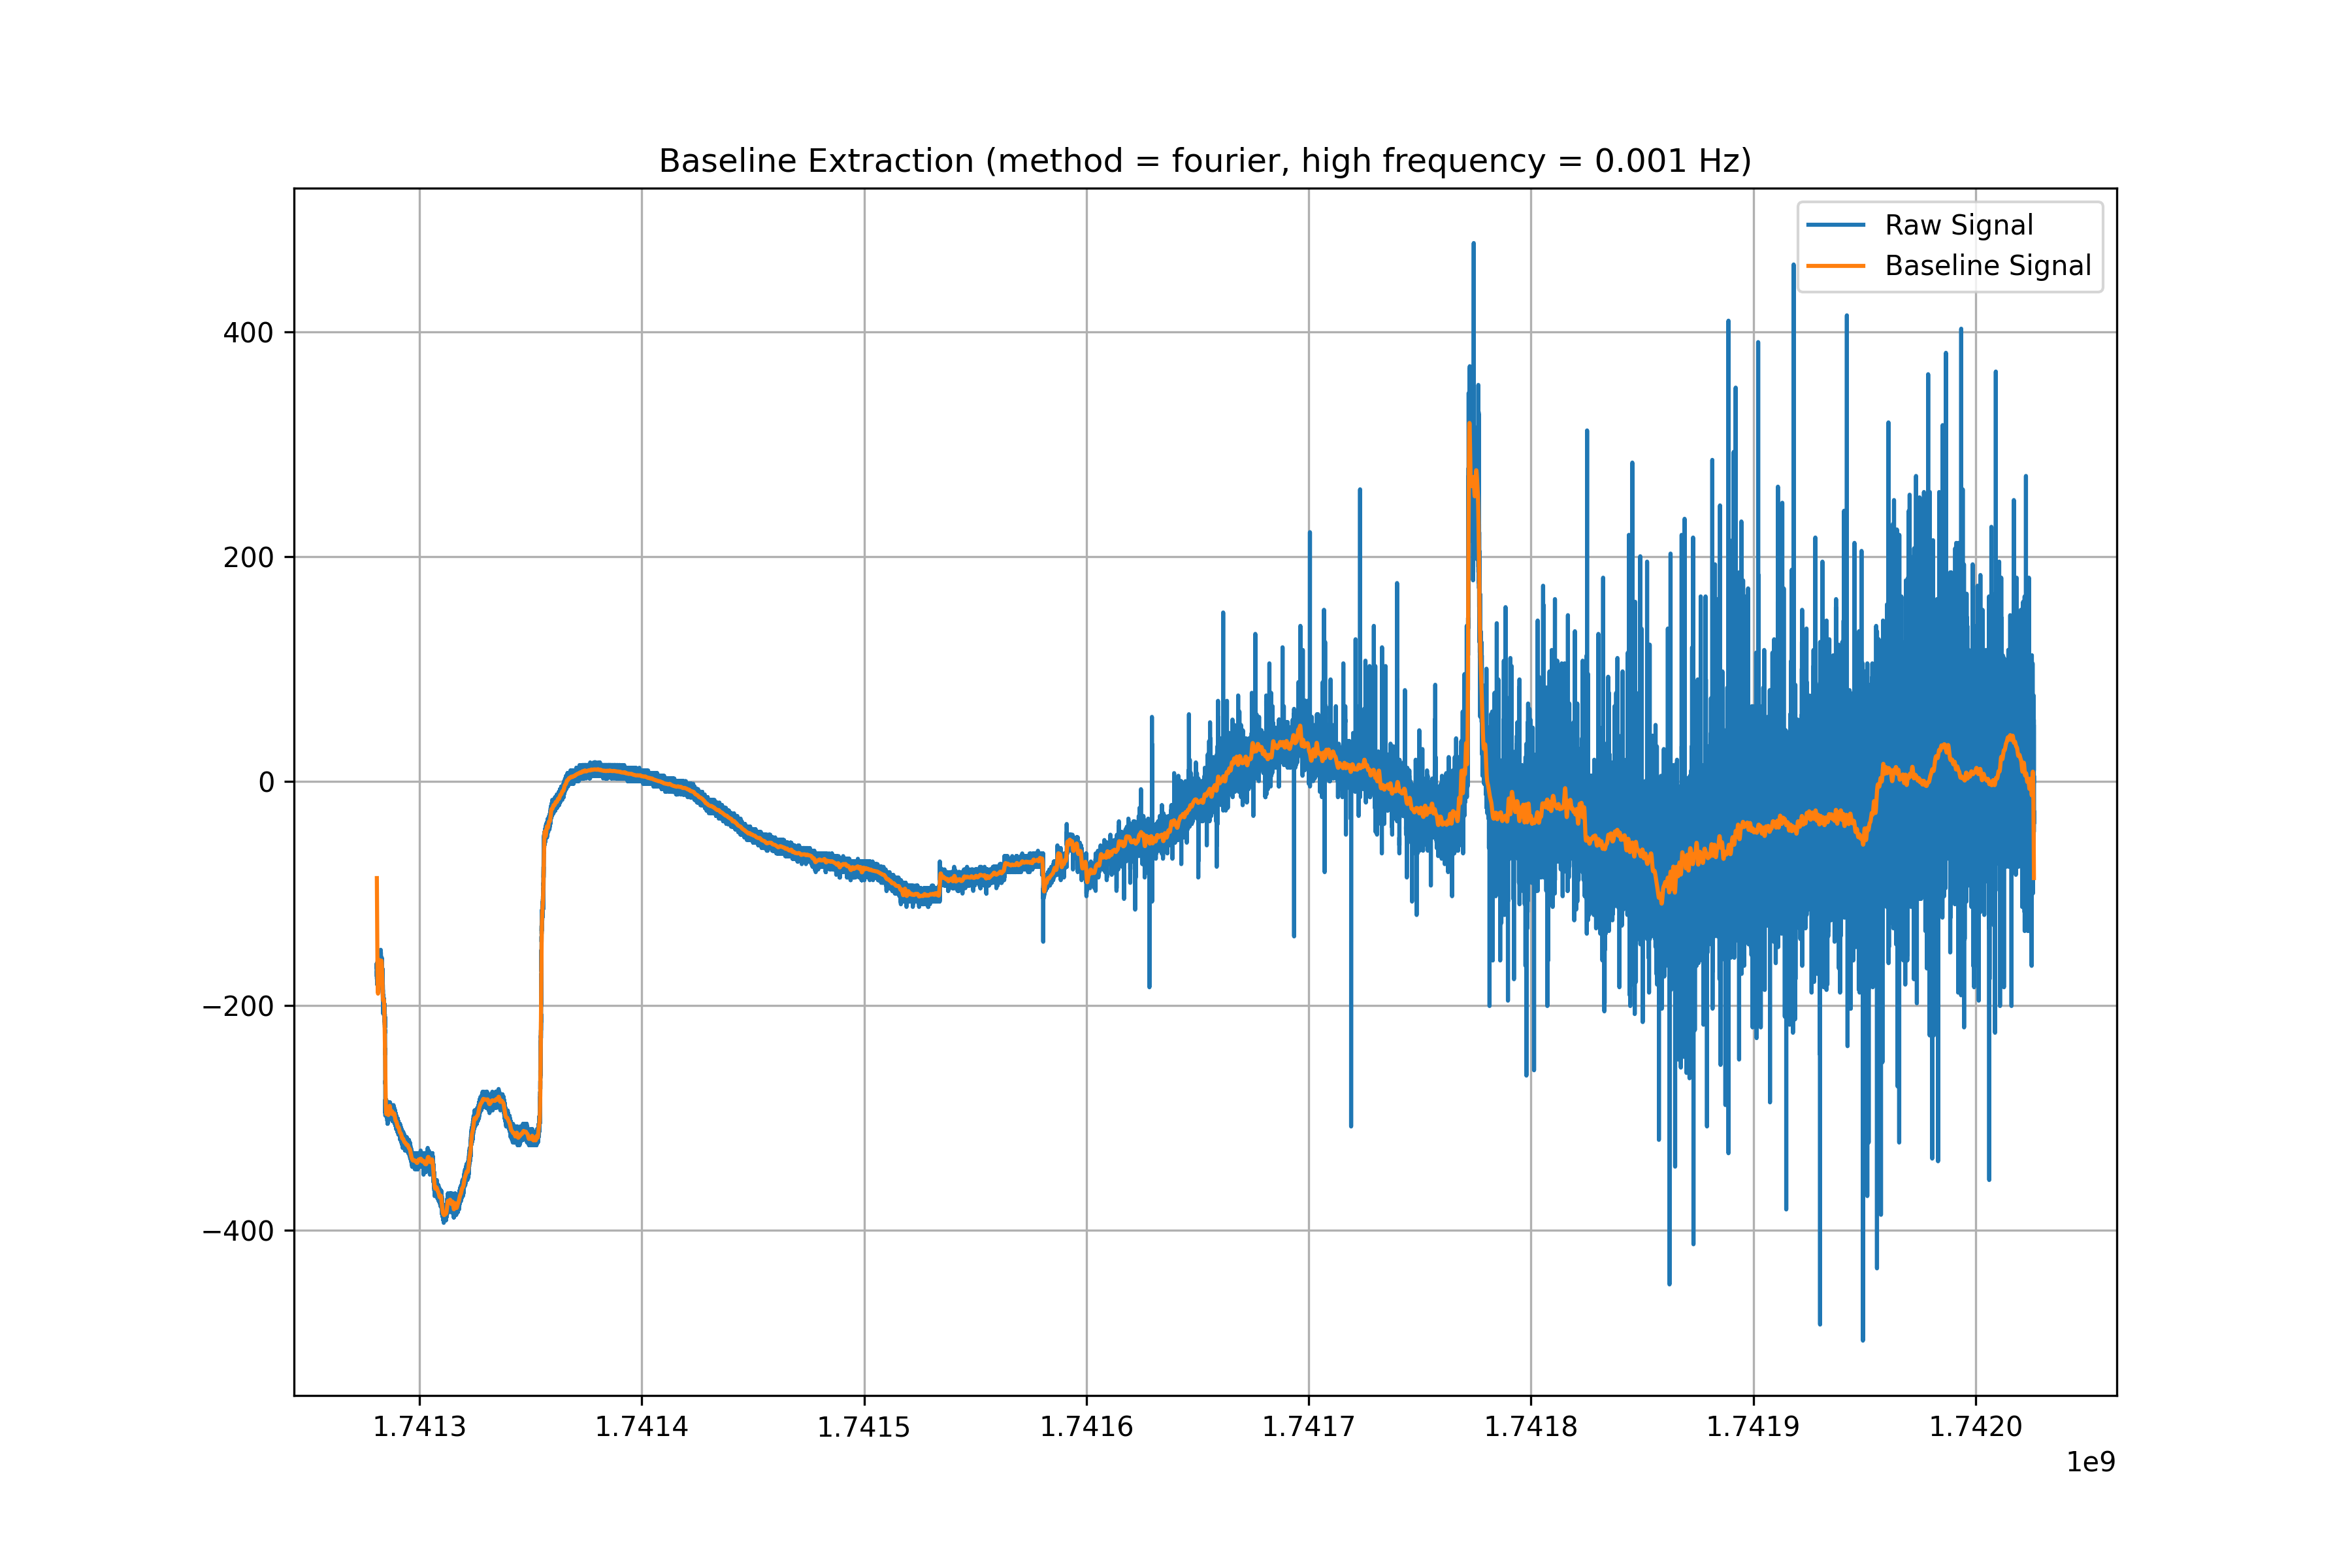 Baseline Extraction (method = fourier, high frequency = 0.001 Hz)
Raw Signal
Baseline Signal
400
200
0
−200
−400
1.7413 1.7414 1.7415 1.7416 1.7417 1.7418 1.7419 1.7420
1e9